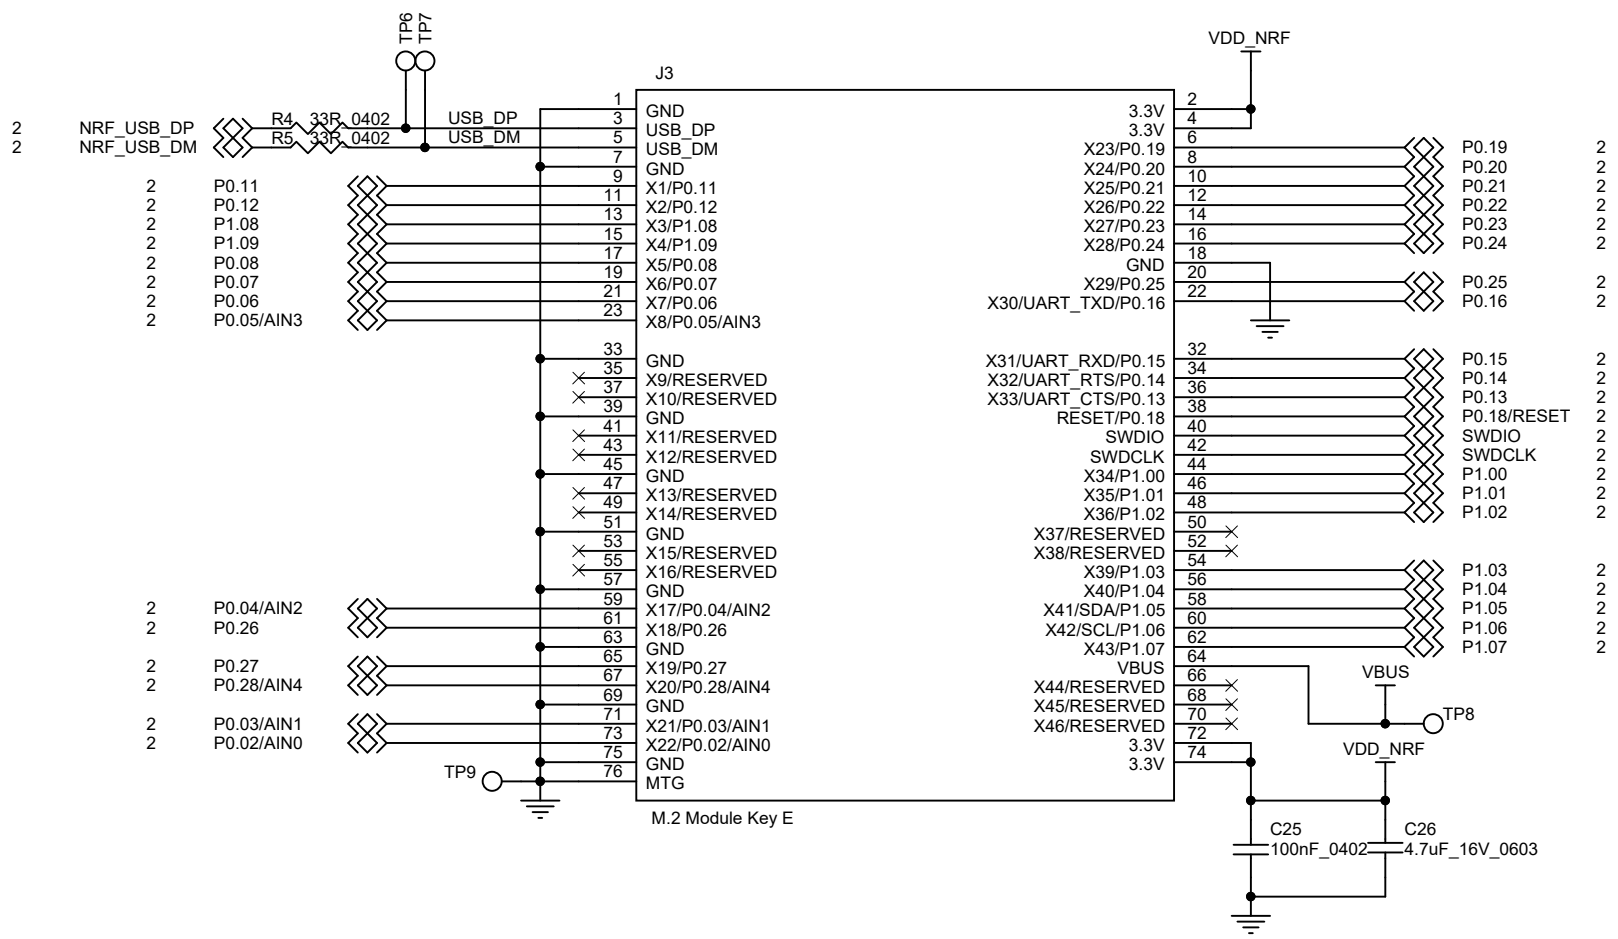 TP6
TP7
VDD_NRF
J3
1 GND 3.3V 2
2 NRF_USB_DP R4 33R_0402 USB_DP 3 USB_DP 3.3V 4
2 NRF_USB_DM R5 33R_0402 USB_DM 5 USB_DM X23/P0.19 6 P0.19 2
7 GND X24/P0.20 8 P0.20 2
2 P0.11 9 X1/P0.11 X25/P0.21 10 P0.21 2
2 P0.12 11 X2/P0.12 X26/P0.22 12 P0.22 2
2 P1.08 13 X3/P1.08 X27/P0.23 14 P0.23 2
2 P1.09 15 X4/P1.09 X28/P0.24 16 P0.24 2
2 P0.08 17 X5/P0.08 GND 18
2 P0.07 19 X6/P0.07 X29/P0.25 20 P0.25 2
2 P0.06 21 X7/P0.06 X30/UART_TXD/P0.16 22 P0.16 2
2 P0.05/AIN3 23 X8/P0.05/AIN3
33 GND X31/UART_RXD/P0.15 32 P0.15 2
35 X9/RESERVED X32/UART_RTS/P0.14 34 P0.14 2
37 X10/RESERVED X33/UART_CTS/P0.13 36 P0.13 2
39 GND RESET/P0.18 38 P0.18/RESET 2
41 X11/RESERVED SWDIO 40 SWDIO 2
43 X12/RESERVED SWDCLK 42 SWDCLK 2
45 GND X34/P1.00 44 P1.00 2
47 X13/RESERVED X35/P1.01 46 P1.01 2
49 X14/RESERVED X36/P1.02 48 P1.02 2
51 GND X37/RESERVED 50
53 X15/RESERVED X38/RESERVED 52
55 X16/RESERVED X39/P1.03 54 P1.03 2
57 GND X40/P1.04 56 P1.04 2
2 P0.04/AIN2 59 X17/P0.04/AIN2 X41/SDA/P1.05 58 P1.05 2
2 P0.26 61 X18/P0.26 X42/SCL/P1.06 60 P1.06 2
63 GND X43/P1.07 62 P1.07 2
2 P0.27 65 X19/P0.27 VBUS 64 VBUS
2 P0.28/AIN4 67 X20/P0.28/AIN4 X44/RESERVED 66
69 GND X45/RESERVED 68
2 P0.03/AIN1 71 X21/P0.03/AIN1 X46/RESERVED 70 TP8
2 P0.02/AIN0 73 X22/P0.02/AIN0 3.3V 72 VDD_NRF
75 GND 3.3V 74
TP9 76 MTG
M.2 Module Key E
C25
100nF_0402
C26
4.7uF_16V_0603